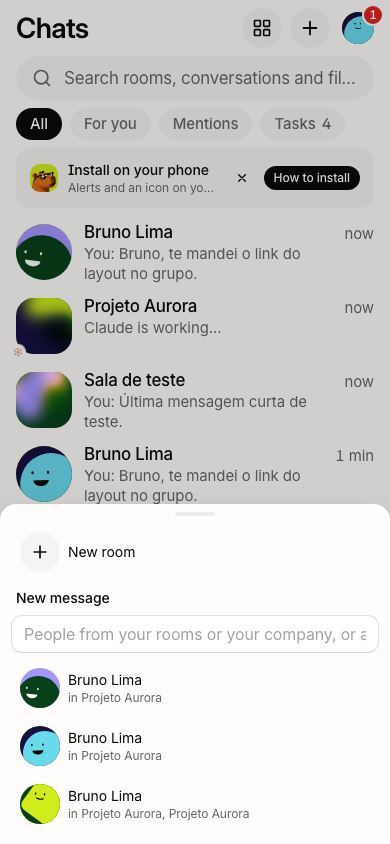 Chats
1
Search rooms, conversations and fil...
All
For you
Mentions
Tasks 4
Install on your phone
Alerts and an icon on yo...
How to install
Bruno Lima
now
You: Bruno, te mandei o link do
layout no grupo.
Projeto Aurora
now
Claude is working...
Sala de teste
now
You: Última mensagem curta de
teste.
Bruno Lima
1 min
You: Bruno, te mandei o link do
layout no grupo.
New room
New message
People from your rooms or your company, or a
Bruno Lima
in Projeto Aurora
Bruno Lima
in Projeto Aurora
Bruno Lima
in Projeto Aurora, Projeto Aurora